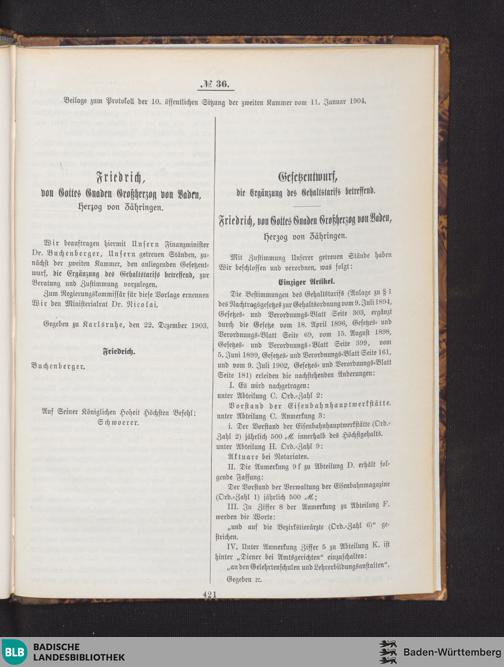 № 36.
Beilage zum Protokoll der 10. öffentlichen Sitzung der zweiten Kammer vom 11. Januar 1904.
Friedrich,
von Gottes Gnaden Großherzog von Baden,
Herzog von Zähringen.
Wir beauftragen hiermit Unsern Finanzminister
Dr. Buchenberger, Unsern getreuen Ständen, zu-
nächst der zweiten Kammer, den anliegenden Gesetzent-
wurf, die Ergänzung des Gehaltstarifs betreffend, zur
Beratung und Zustimmung vorzulegen.
Zum Regierungskommissär für diese Vorlage ernennen
Wir den Ministerialrat Dr. Nicolai.
Gegeben zu Karlsruhe, den 22. Dezember 1903.
Friedrich.
Buchenberger.
Auf Seiner Königlichen Hoheit Höchsten Befehl:
Schwoerer.
Gesetzentwurf,
die Ergänzung des Gehaltstarifs betreffend.
Friedrich, von Gottes Gnaden Großherzog von Baden,
Herzog von Zähringen.
Mit Zustimmung Unserer getreuen Stände haben
Wir beschlossen und verordnen, was folgt:
Einziger Artikel.
Die Bestimmungen des Gehaltstarifs (Anlage zu § 1
des Nachtragsgesetzes zur Gehaltsordnung vom 9. Juli 1894,
Gesetzes- und Verordnungs-Blatt Seite 303, ergänzt
durch die Gesetze vom 18. April 1896, Gesetzes- und
Verordnungs-Blatt Seite 69, vom 15. August 1898,
Gesetzes- und Verordnungs-Blatt Seite 399, vom
5. Juni 1899, Gesetzes- und Verordnungs-Blatt Seite 161,
und vom 9. Juli 1902, Gesetzes- und Verordnungs-Blatt
Seite 181) erleiden die nachstehenden Änderungen:
I. Es wird nachgetragen:
unter Abteilung C. Ord.-Zahl 2:
Vorstand der Eisenbahnhauptwerkstätte.
unter Abteilung C. Anmerkung 3:
i. Der Vorstand der Eisenbahnhauptwerkstätte (Ord.-
Zahl 2) jährlich 500 ℳ innerhalb des Höchstgehalts.
unter Abteilung H. Ord.-Zahl 9:
Aktuare bei Notariaten.
II. Die Anmerkung 9 f zu Abteilung D. erhält fol-
gende Fassung:
Der Vorstand der Verwaltung der Eisenbahnmagazine
(Ord.-Zahl 1) jährlich 500 ℳ;
III. In Ziffer 8 der Anmerkung zu Abteilung F.
werden die Worte:
„und auf die Bezirkstierärzte (Ord.-Zahl 6)“ ge-
strichen.
IV. Unter Anmerkung Ziffer 5 zu Abteilung K. ist
hinter „Diener bei Amtsgerichten“ einzuschalten:
„an den Gelehrtenschulen und Lehrerbildungsanstalten“.
Gegeben ꝛc.
421
BLB
BADISCHE
LANDESBIBLIOTHEK
Baden-Württemberg